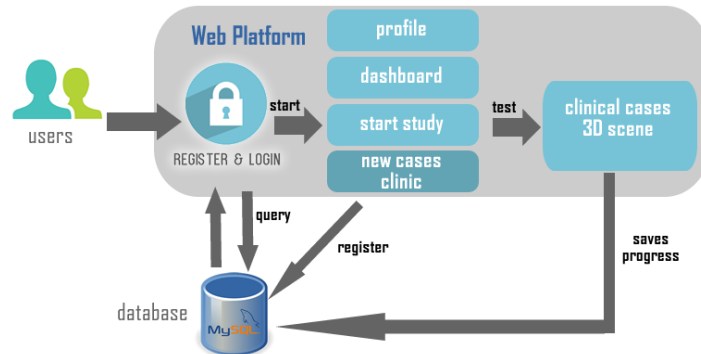 Web Platform
profile
dashboard
start study
new cases
clinic
start
test
clinical cases
3D scene
users
REGISTER & LOGIN
query
register
saves
progress
database
MySQL